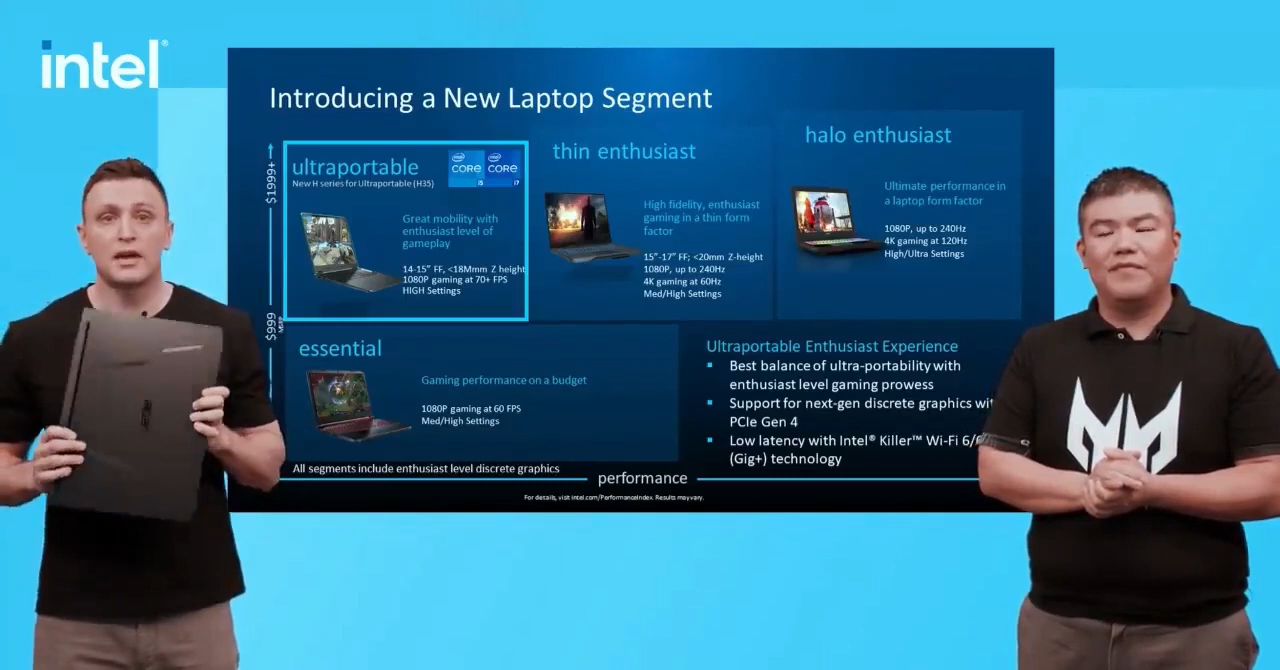 intel
Introducing a New Laptop Segment
ultraportable
New H series for Ultraportable (H35)
intel intel
CORE CORE
i5 i7
Great mobility with
enthusiast level of
gameplay
14-15” FF, <18Mmm Z height
1080P gaming at 70+ FPS
HIGH Settings
thin enthusiast
High fidelity, enthusiast
gaming in a thin form
factor
15”-17” FF; <20mm Z-height
1080P, up to 240Hz
4K gaming at 60Hz
Med/High Settings
halo enthusiast
Ultimate performance in
a laptop form factor
1080P, up to 240Hz
4K gaming at 120Hz
High/Ultra Settings
$1999+
$999
MSRP
essential
Gaming performance on a budget
1080P gaming at 60 FPS
Med/High Settings
Ultraportable Enthusiast Experience
▪ Best balance of ultra-portability with
enthusiast level gaming prowess
▪ Support for next-gen discrete graphics wit
PCIe Gen 4
▪ Low latency with Intel® Killer™ Wi-Fi 6/
(Gig+) technology
All segments include enthusiast level discrete graphics
performance
For details, visit intel.com/PerformanceIndex. Results may vary.